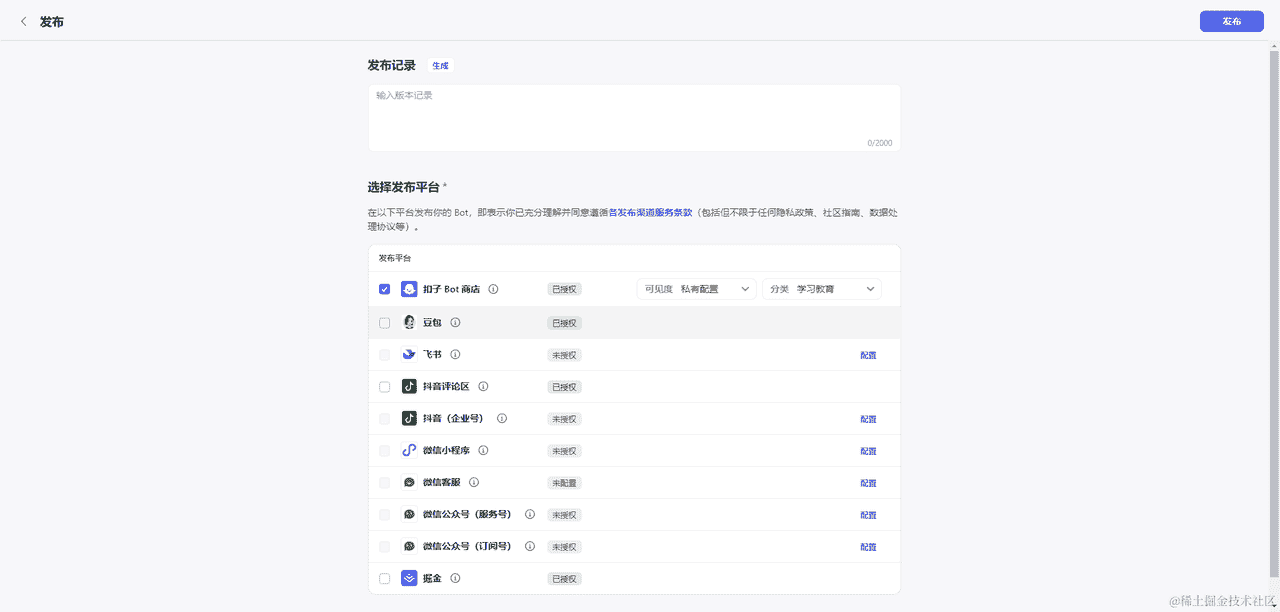 发布 发布
发布记录 生成
输入版本记录
0/2000
选择发布平台 *
在以下平台发布你的 Bot，即表示你已充分理解并同意遵循各发布渠道服务条款（包括但不限于任何隐私政策、社区指南、数据处
理协议等）。
发布平台
扣子 Bot 商店 已授权 可见度 私有配置 分类 学习教育
豆包 已授权
飞书 未授权 配置
抖音评论区 已授权
抖音（企业号） 未授权 配置
微信小程序 未授权 配置
微信客服 未配置 配置
微信公众号（服务号） 未授权 配置
微信公众号（订阅号） 未授权 配置
掘金 已授权
@稀土掘金技术社区